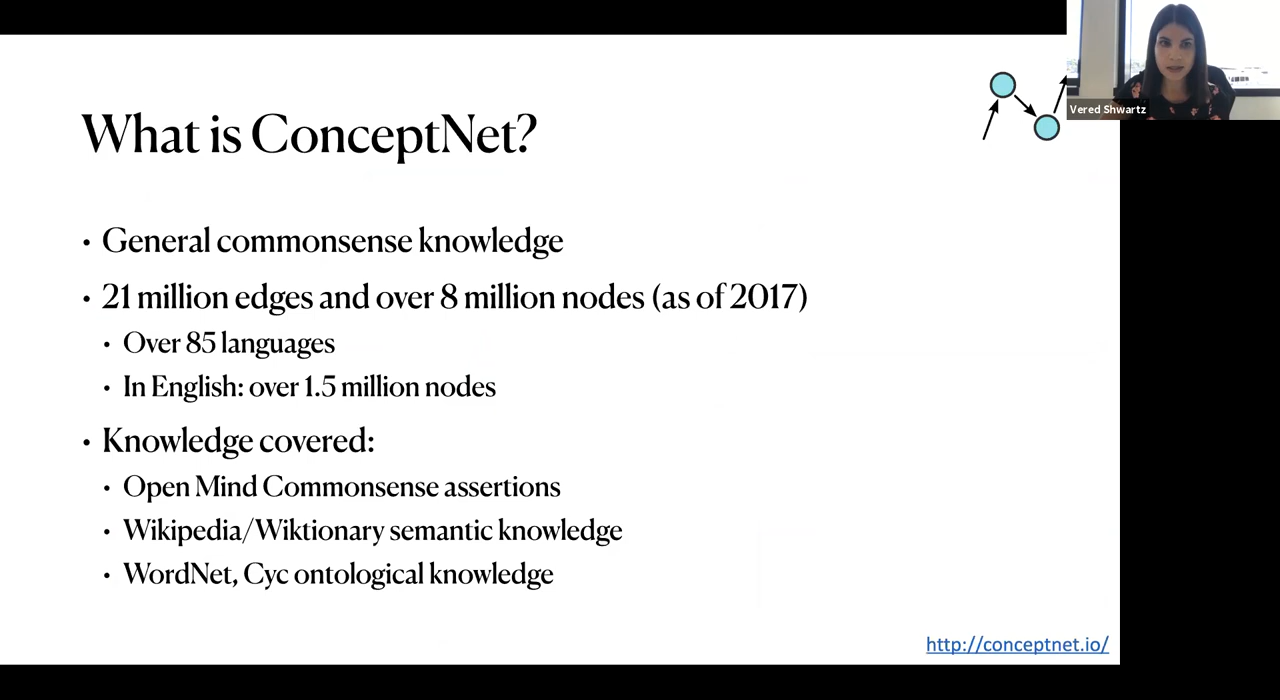 Vered Shwartz
What is ConceptNet?
• General commonsense knowledge
• 21 million edges and over 8 million nodes (as of 2017)
• Over 85 languages
• In English: over 1.5 million nodes
• Knowledge covered:
• Open Mind Commonsense assertions
• Wikipedia/Wiktionary semantic knowledge
• WordNet, Cyc ontological knowledge
http://conceptnet.io/